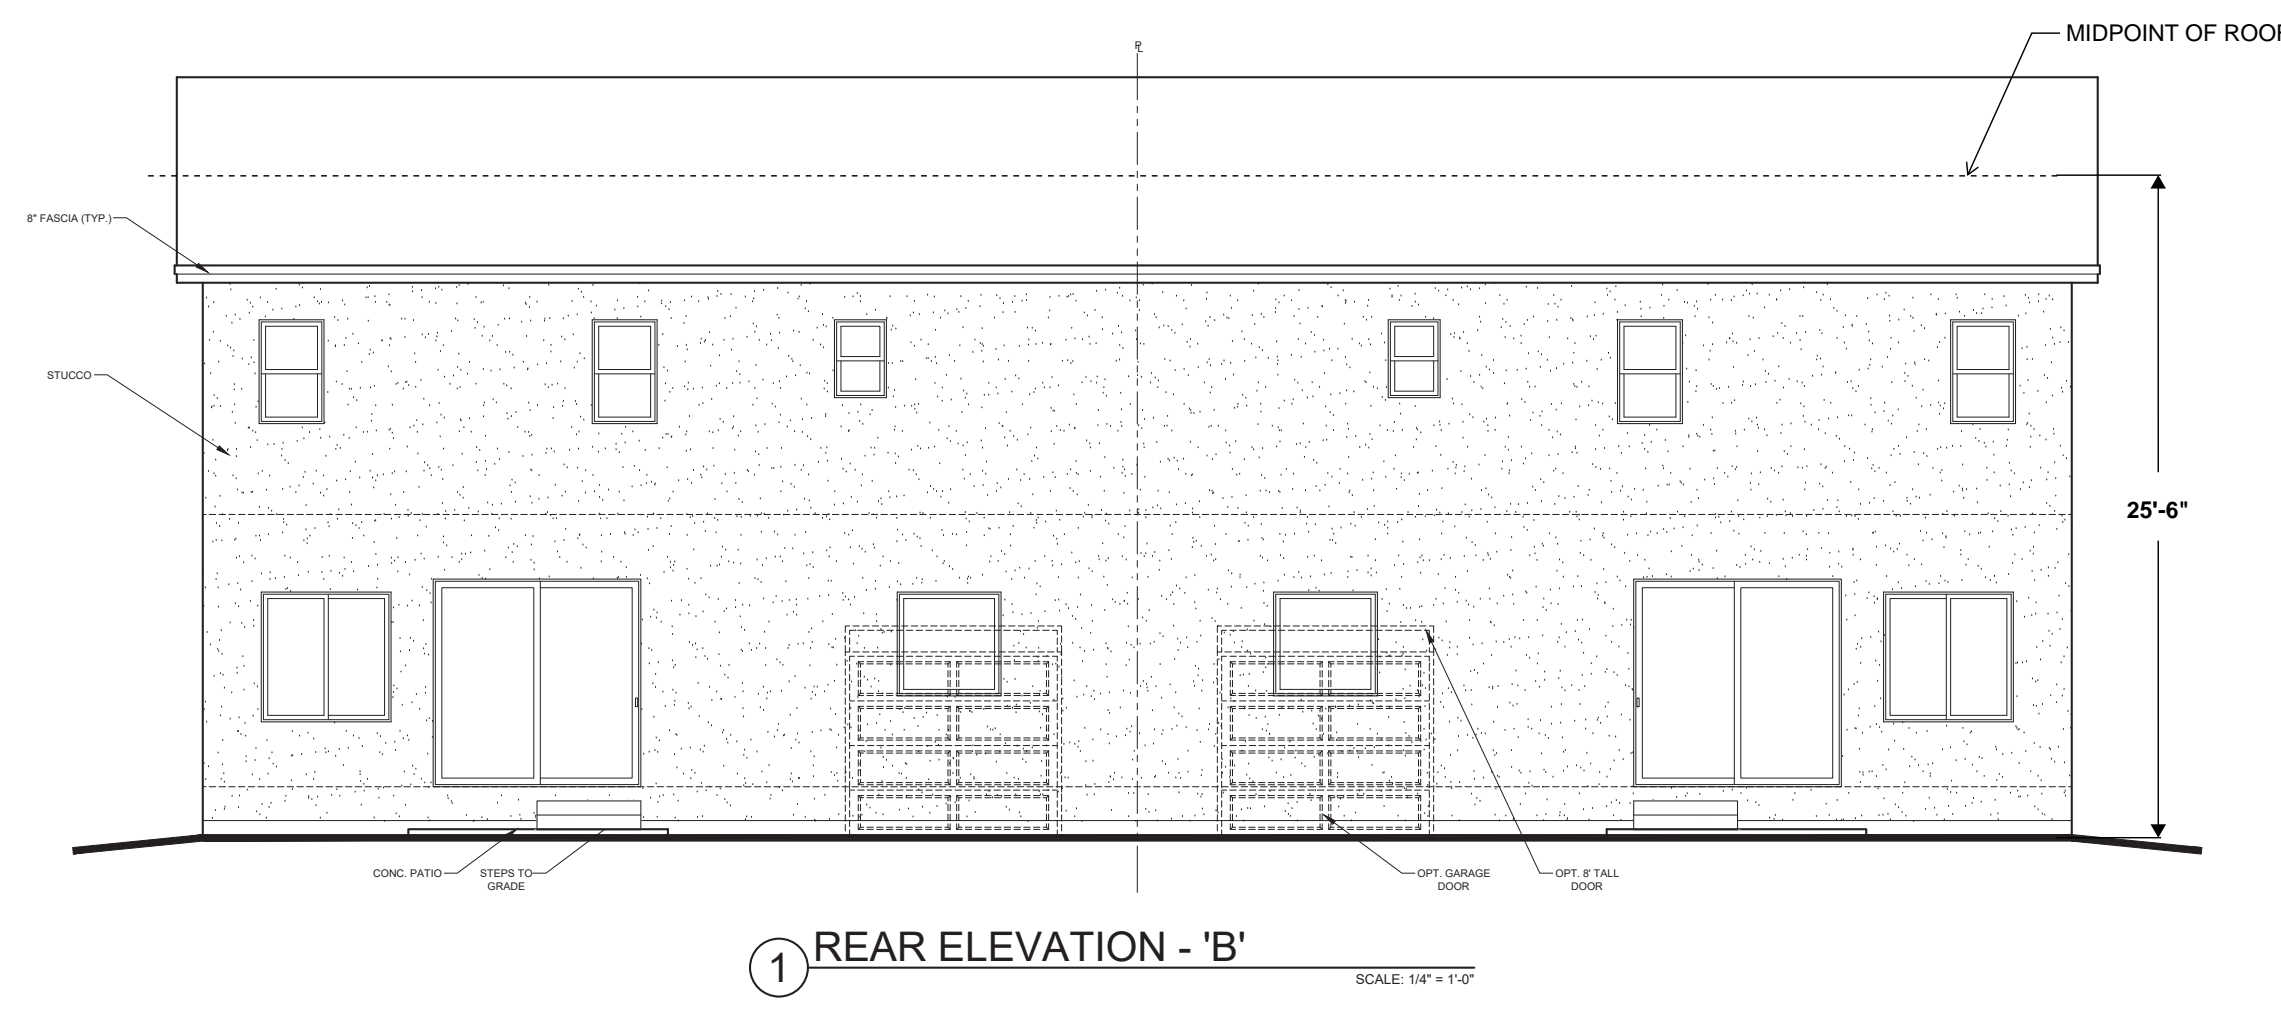 MIDPOINT OF ROOF
PL
8" FASCIA (TYP.)
STUCCO
25'-6"
CONC. PATIO
STEPS TO
GRADE
OPT. GARAGE
DOOR
OPT. 8' TALL
DOOR
1
REAR ELEVATION - 'B'
SCALE: 1/4" = 1'-0"